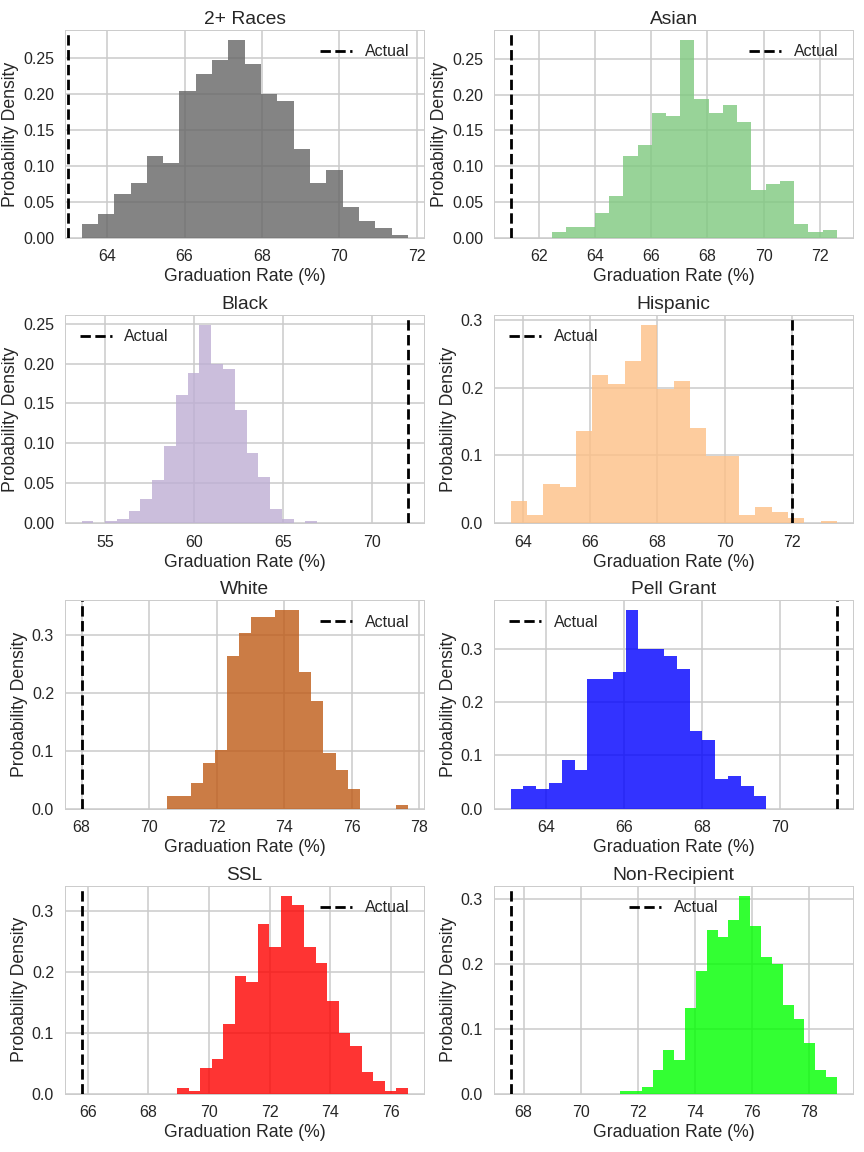 2+ Races
Asian
Actual
Actual
Probability Density
0.25
0.20
0.15
0.10
0.05
0.00
64 66 68 70 72
Graduation Rate (%)
Probability Density
0.25
0.20
0.15
0.10
0.05
0.00
62 64 66 68 70 72
Graduation Rate (%)
Black
Hispanic
Actual
Actual
Probability Density
0.25
0.20
0.15
0.10
0.05
0.00
55 60 65 70
Graduation Rate (%)
Probability Density
0.3
0.2
0.1
0.0
64 66 68 70 72
Graduation Rate (%)
White
Pell Grant
Actual
Actual
Probability Density
0.3
0.2
0.1
0.0
68 70 72 74 76 78
Graduation Rate (%)
Probability Density
0.3
0.2
0.1
0.0
64 66 68 70
Graduation Rate (%)
SSL
Non-Recipient
Actual
Actual
Probability Density
0.3
0.2
0.1
0.0
66 68 70 72 74 76
Graduation Rate (%)
Probability Density
0.3
0.2
0.1
0.0
68 70 72 74 76 78
Graduation Rate (%)